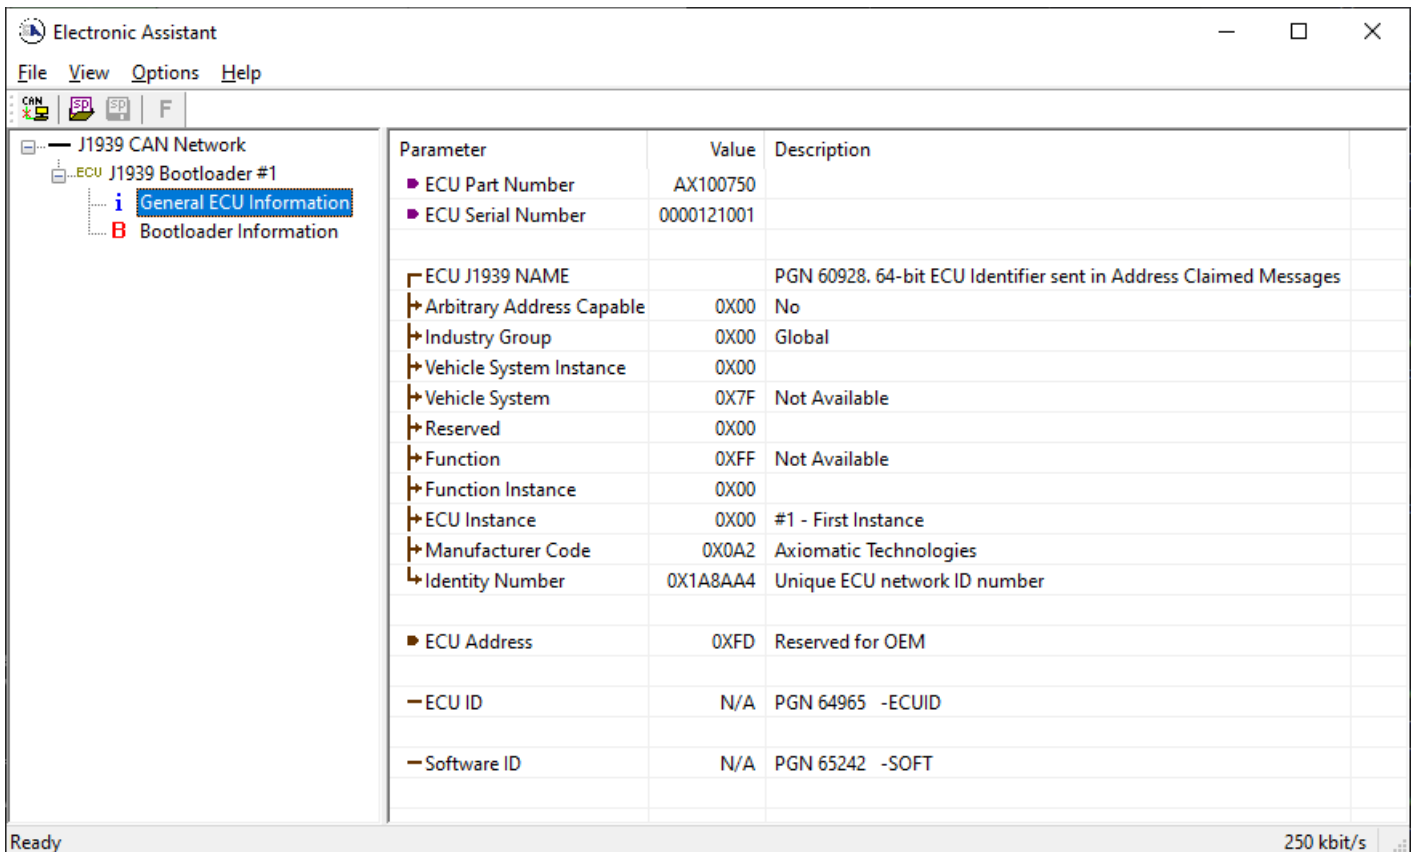 Electronic Assistant
File View Options Help
CAN SP SP F
J1939 CAN Network
ECU J1939 Bootloader #1
i General ECU Information
B Bootloader Information
Parameter Value Description
ECU Part Number AX100750
ECU Serial Number 0000121001
ECU J1939 NAME PGN 60928. 64-bit ECU Identifier sent in Address Claimed Messages
Arbitrary Address Capable 0X00 No
Industry Group 0X00 Global
Vehicle System Instance 0X00
Vehicle System 0X7F Not Available
Reserved 0X00
Function 0XFF Not Available
Function Instance 0X00
ECU Instance 0X00 #1 - First Instance
Manufacturer Code 0X0A2 Axiomatic Technologies
Identity Number 0X1A8AA4 Unique ECU network ID number
ECU Address 0XFD Reserved for OEM
ECU ID N/A PGN 64965 -ECUID
Software ID N/A PGN 65242 -SOFT
Ready 250 kbit/s